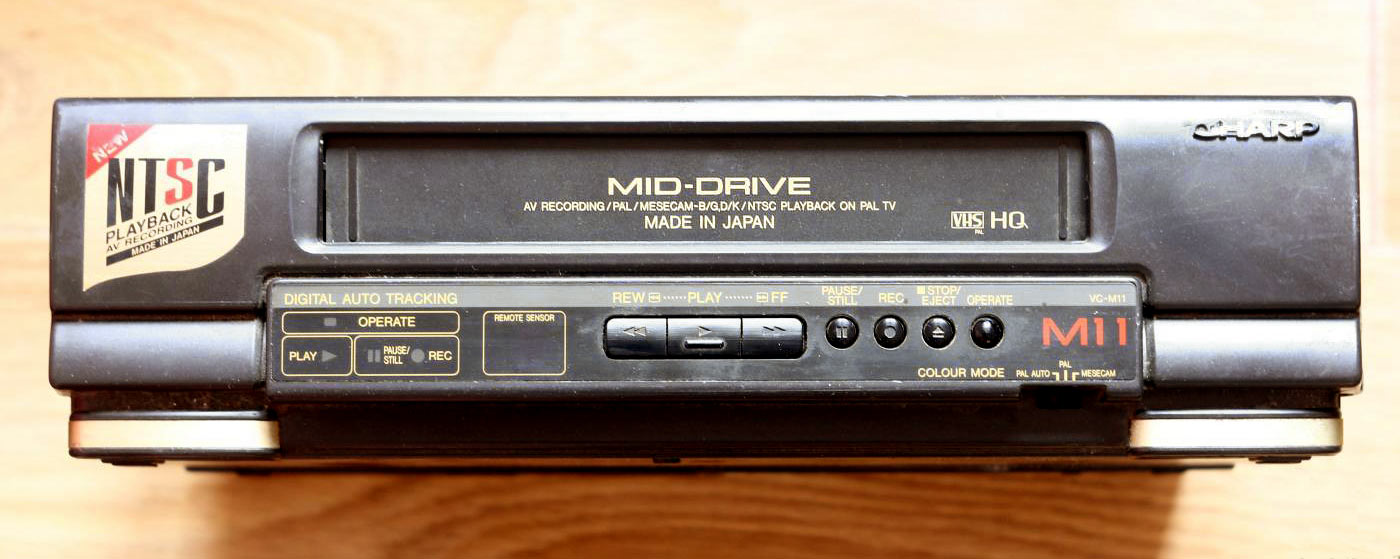 NEW
NTSC
PLAYBACK
AV RECORDING
MADE IN JAPAN
MID-DRIVE
AV RECORDING/PAL/MESECAM-B/G,D/K/NTSC PLAYBACK ON PAL TV
MADE IN JAPAN
VHS HQ
PAL
SHARP
DIGITAL AUTO TRACKING
OPERATE
PLAY
PAUSE/
STILL
REC
REMOTE SENSOR
REW PLAY FF
PAUSE/
STILL
REC
STOP/
EJECT
OPERATE
VC-M11
M11
COLOUR MODE
PAL AUTO
PAL
MESECAM